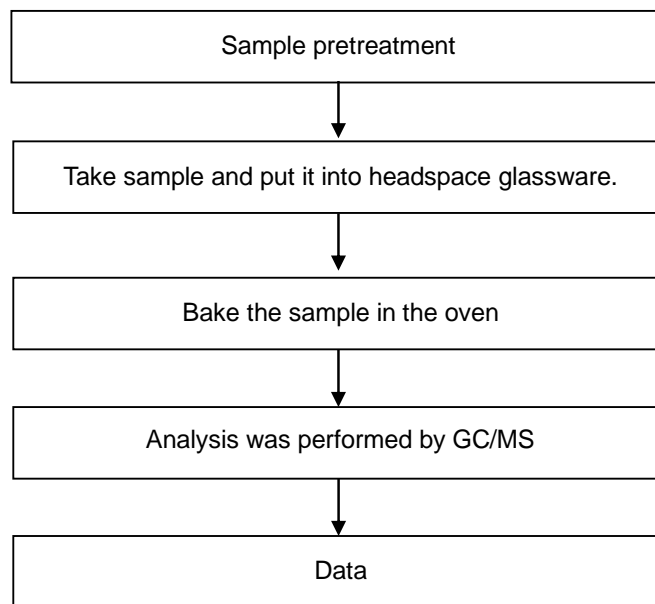 Sample pretreatment
Take sample and put it into headspace glassware.
Bake the sample in the oven
Analysis was performed by GC/MS
Data